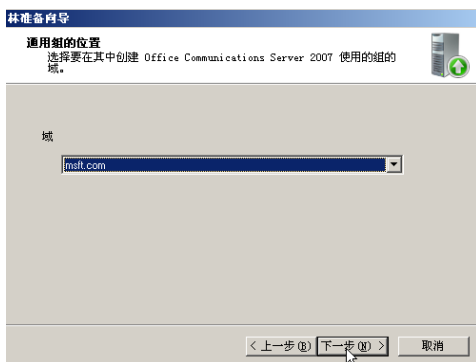 林准备向导
通用组的位置
选择要在其中创建 Office Communications Server 2007 使用的组的
域。
域
msft.com
< 上一步(B) 下一步(N) > 取消